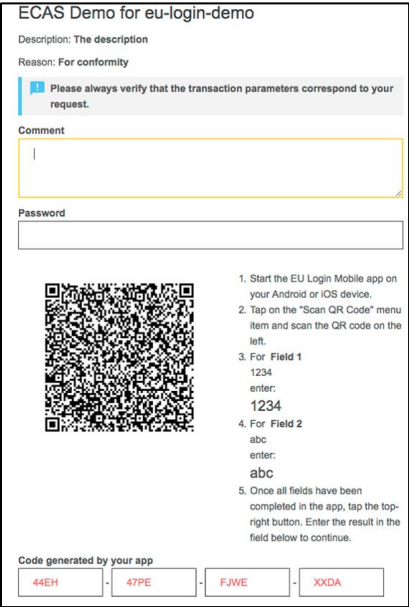 ECAS Demo for eu-login-demo
Description: The description
Reason: For conformity
Please always verify that the transaction parameters correspond to your
request.
Comment
Password
1. Start the EU Login Mobile app on
your Android or iOS device.
2. Tap on the "Scan QR Code" menu
item and scan the QR code on the
left.
3. For Field 1
1234
enter:
1234
4. For Field 2
abc
enter:
abc
5. Once all fields have been
completed in the app, tap the top-
right button. Enter the result in the
field below to continue.
Code generated by your app
44EH - 47PE - FJWE - XXDA